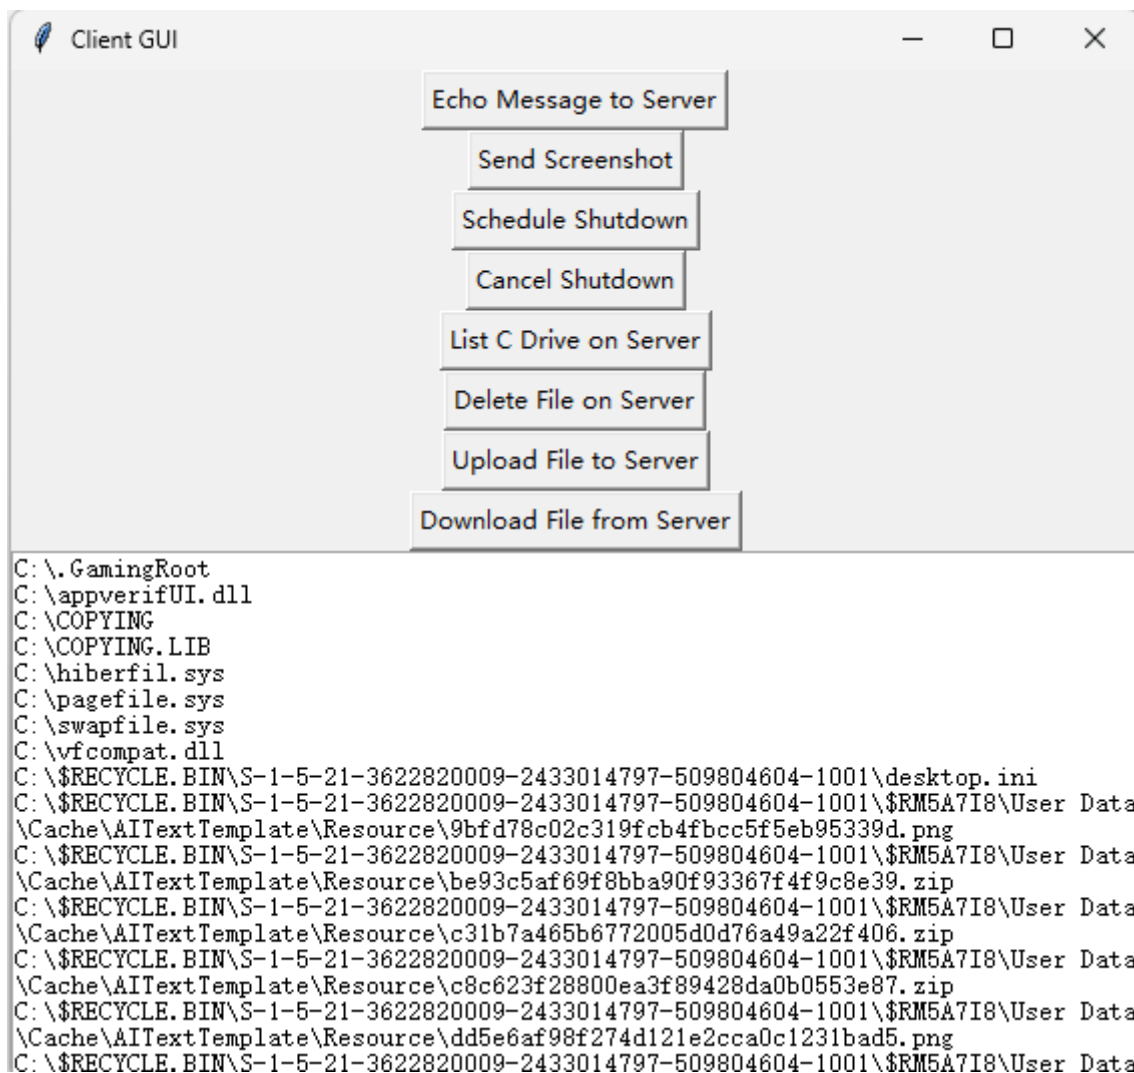 Client GUI
Echo Message to Server
Send Screenshot
Schedule Shutdown
Cancel Shutdown
List C Drive on Server
Delete File on Server
Upload File to Server
Download File from Server
C:\.GamingRoot
C:\appverifUI.dll
C:\COPYING
C:\COPYING.LIB
C:\hiberfil.sys
C:\pagefile.sys
C:\swapfile.sys
C:\vfcompat.dll
C:\$RECYCLE.BIN\S-1-5-21-3622820009-2433014797-509804604-1001\desktop.ini
C:\$RECYCLE.BIN\S-1-5-21-3622820009-2433014797-509804604-1001\$RM5A7I8\User Data
\Cache\AITextTemplate\Resource\9bfd78c02c319fcb4fbcc5f5eb95339d.png
C:\$RECYCLE.BIN\S-1-5-21-3622820009-2433014797-509804604-1001\$RM5A7I8\User Data
\Cache\AITextTemplate\Resource\be93c5af69f8bba90f93367f4f9c8e39.zip
C:\$RECYCLE.BIN\S-1-5-21-3622820009-2433014797-509804604-1001\$RM5A7I8\User Data
\Cache\AITextTemplate\Resource\c31b7a465b6772005d0d76a49a22f406.zip
C:\$RECYCLE.BIN\S-1-5-21-3622820009-2433014797-509804604-1001\$RM5A7I8\User Data
\Cache\AITextTemplate\Resource\c8c623f28800ea3f89428da0b0553e87.zip
C:\$RECYCLE.BIN\S-1-5-21-3622820009-2433014797-509804604-1001\$RM5A7I8\User Data
\Cache\AITextTemplate\Resource\dd5e6af98f274d121e2cca0c1231bad5.png
C:\$RECYCLE.BIN\S-1-5-21-3622820009-2433014797-509804604-1001\$RM5A7I8\User Data